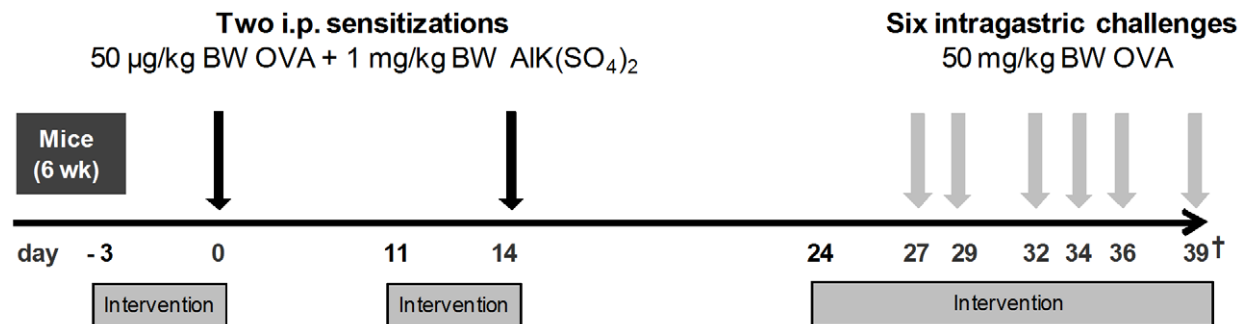 Two i.p. sensitizations
50 µg/kg BW OVA + 1 mg/kg BW AlK(SO₄)₂
Six intragastric challenges
50 mg/kg BW OVA
Mice
(6 wk)
day - 3 0 11 14 24 27 29 32 34 36 39†
Intervention Intervention Intervention